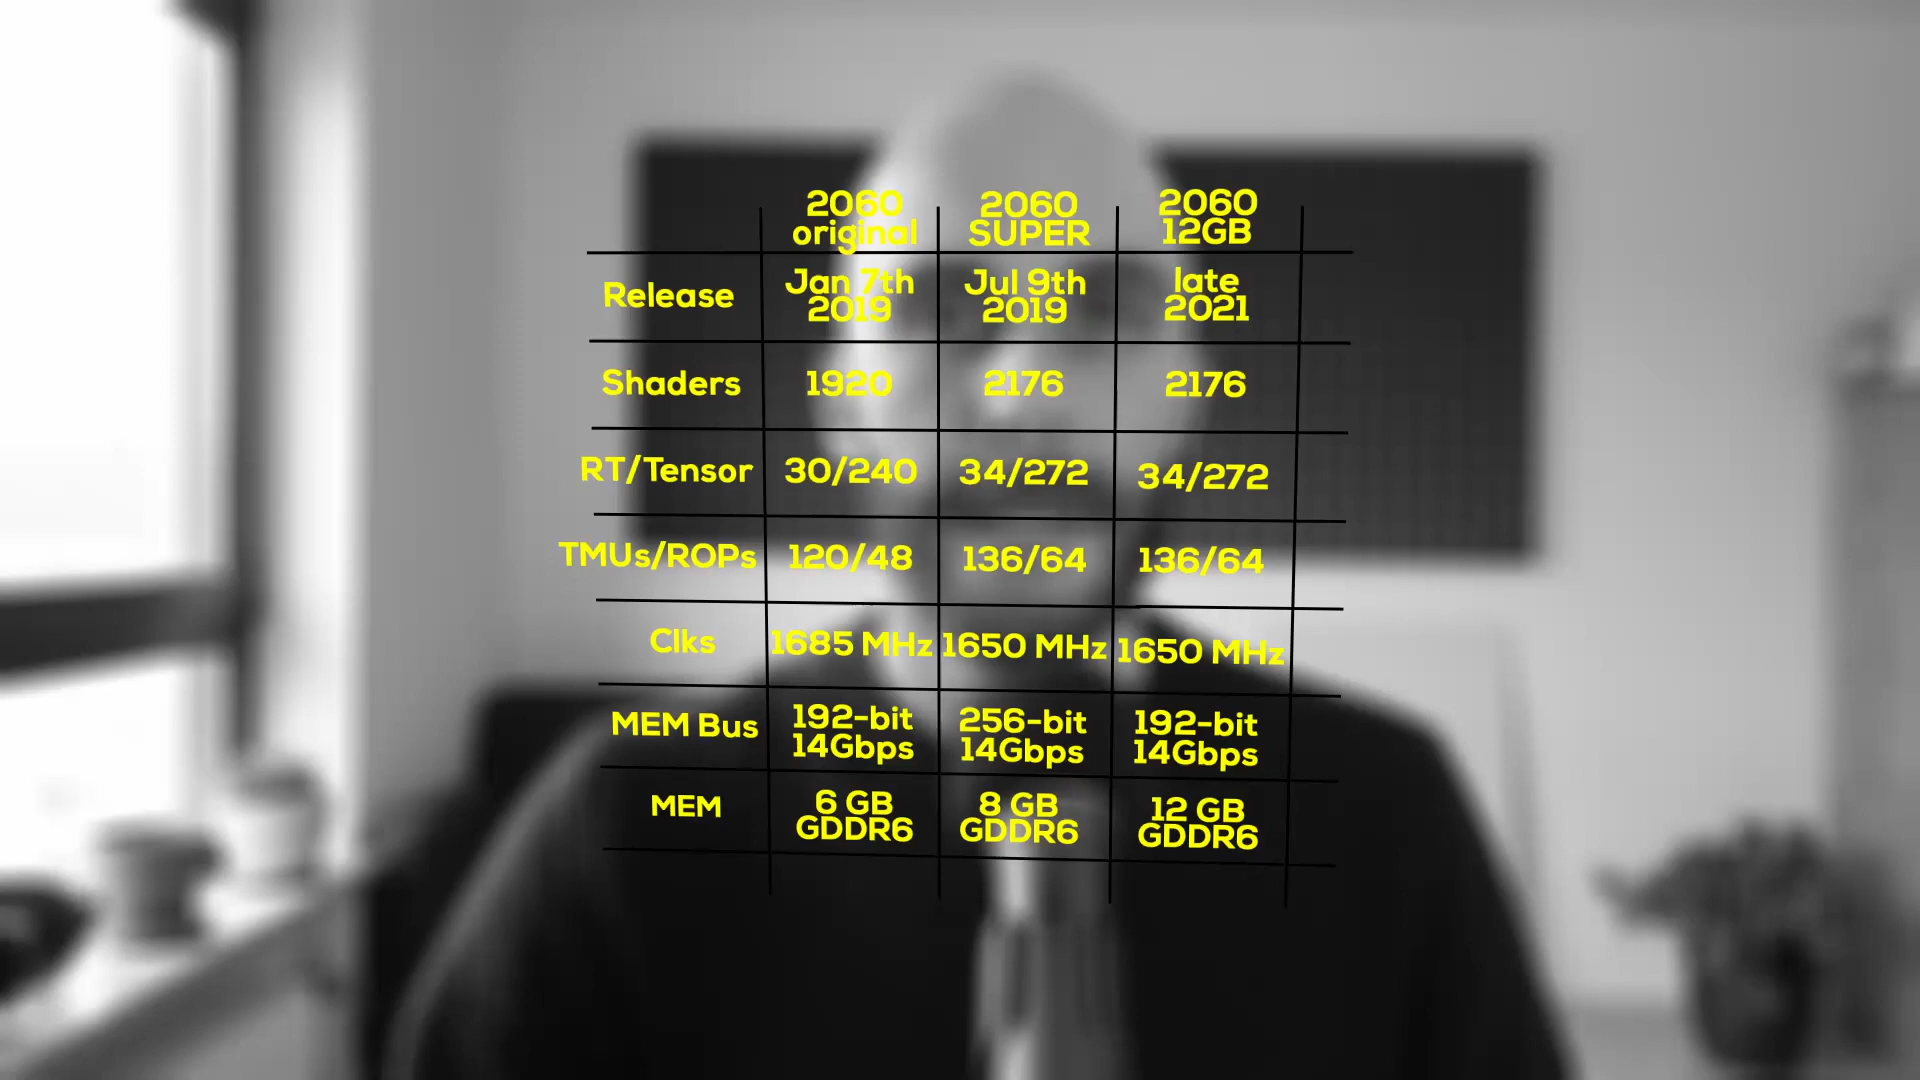 2060 original 2060 SUPER 2060 12GB
Release Jan 7th 2019 Jul 9th 2019 late 2021
Shaders 1920 2176 2176
RT/Tensor 30/240 34/272 34/272
TMUs/ROPs 120/48 136/64 136/64
Clks 1685 MHz 1650 MHz 1650 MHz
MEM Bus 192-bit 14Gbps 256-bit 14Gbps 192-bit 14Gbps
MEM 6 GB GDDR6 8 GB GDDR6 12 GB GDDR6